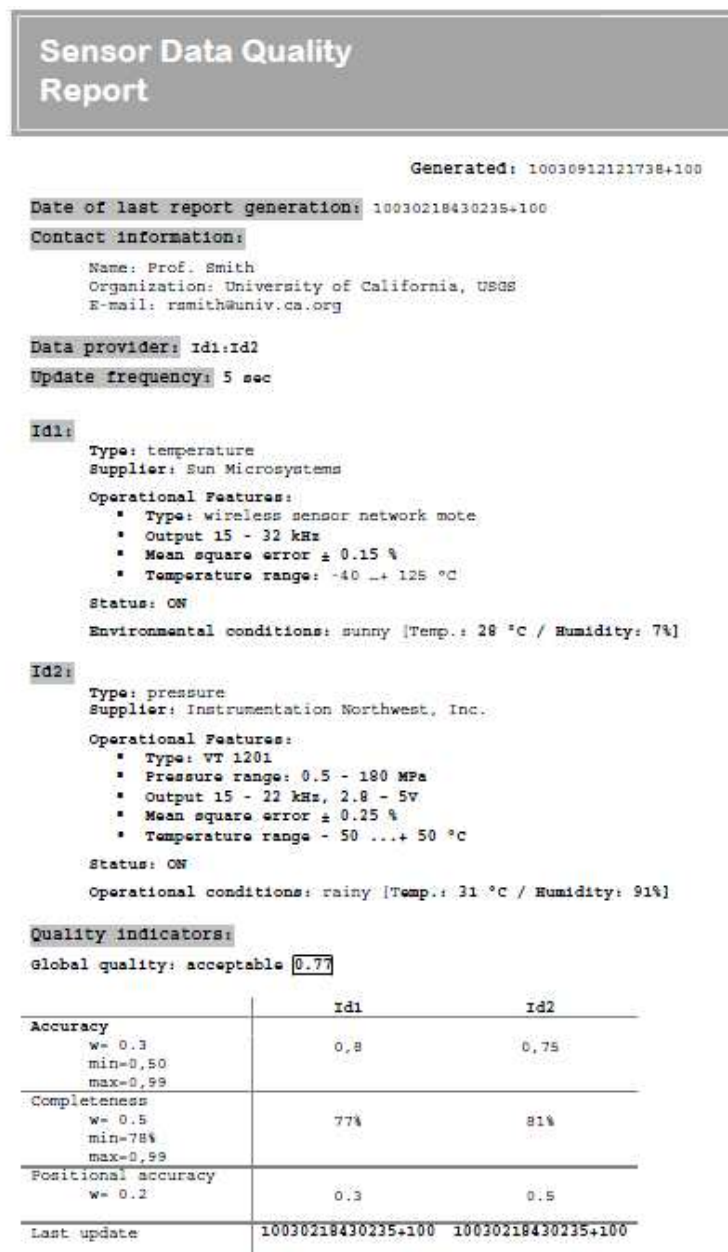 Sensor Data Quality
Report
Generated: 10030912121738+100
Date of last report generation: 10030218430235+100
Contact information:
Name: Prof. Smith
Organization: University of California, USGS
E-mail: rsmith@univ.ca.org
Data provider: Id1:Id2
Update frequency: 5 sec
Id1:
Type: temperature
Supplier: Sun Microsystems
Operational Features:
▪ Type: wireless sensor network mote
▪ Output 15 - 32 kHz
▪ Mean square error ± 0.15 %
▪ Temperature range: -40 …+ 125 °C
Status: ON
Environmental conditions: sunny [Temp.: 28 °C / Humidity: 7%]
Id2:
Type: pressure
Supplier: Instrumentation Northwest, Inc.
Operational Features:
▪ Type: VT 1201
▪ Pressure range: 0.5 - 180 MPa
▪ Output 15 - 22 kHz, 2.8 - 5V
▪ Mean square error ± 0.25 %
▪ Temperature range - 50 ...+ 50 °C
Status: ON
Operational conditions: rainy [Temp.: 31 °C / Humidity: 91%]
Quality indicators:
Global quality: acceptable 0.77
Id1 Id2
Accuracy
w= 0.3 0,8 0,75
min=0,50
max=0,99
Completeness
w= 0.5 77% 81%
min=78%
max=0,99
Positional accuracy
w= 0.2 0.3 0.5
Last update 10030218430235+100 10030218430235+100